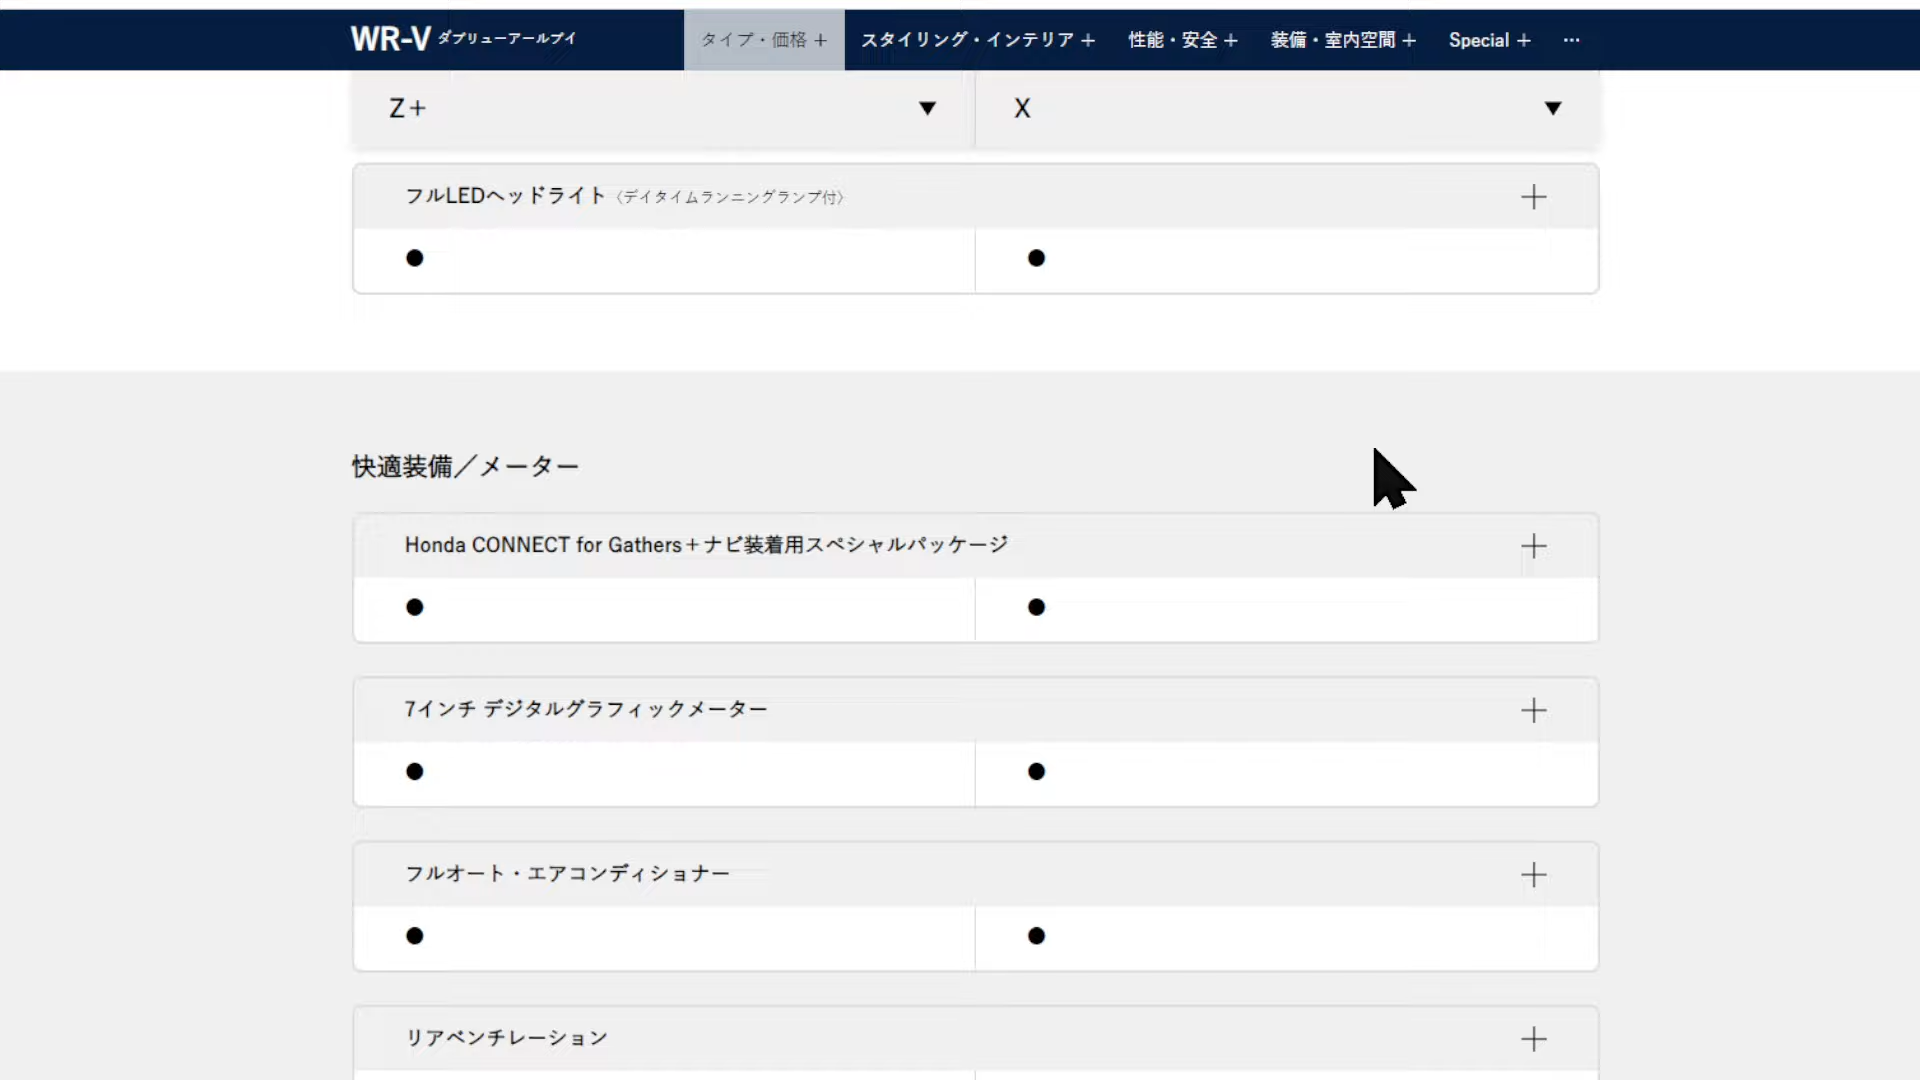 WR-V ダブリューアールブイ タイプ・価格 + スタイリング・インテリア + 性能・安全 + 装備・室内空間 + Special + ···
Z+ ▼ X ▼
フルLEDヘッドライト〈デイタイムランニングランプ付〉 +
● ●
快適装備／メーター
Honda CONNECT for Gathers+ナビ装着用スペシャルパッケージ +
● ●
7インチ デジタルグラフィックメーター +
● ●
フルオート・エアコンディショナー +
● ●
リアベンチレーション +